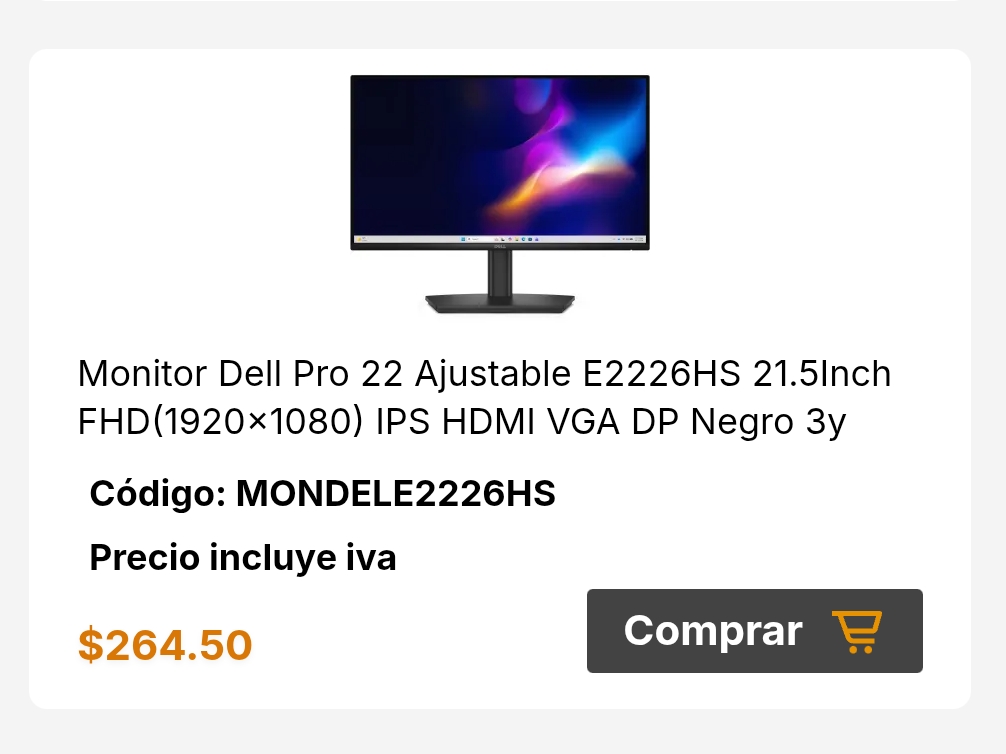 Monitor Dell Pro 22 Ajustable E2226HS 21.5Inch
FHD(1920×1080) IPS HDMI VGA DP Negro 3y
Código: MONDELE2226HS
Precio incluye iva
$264.50
Comprar